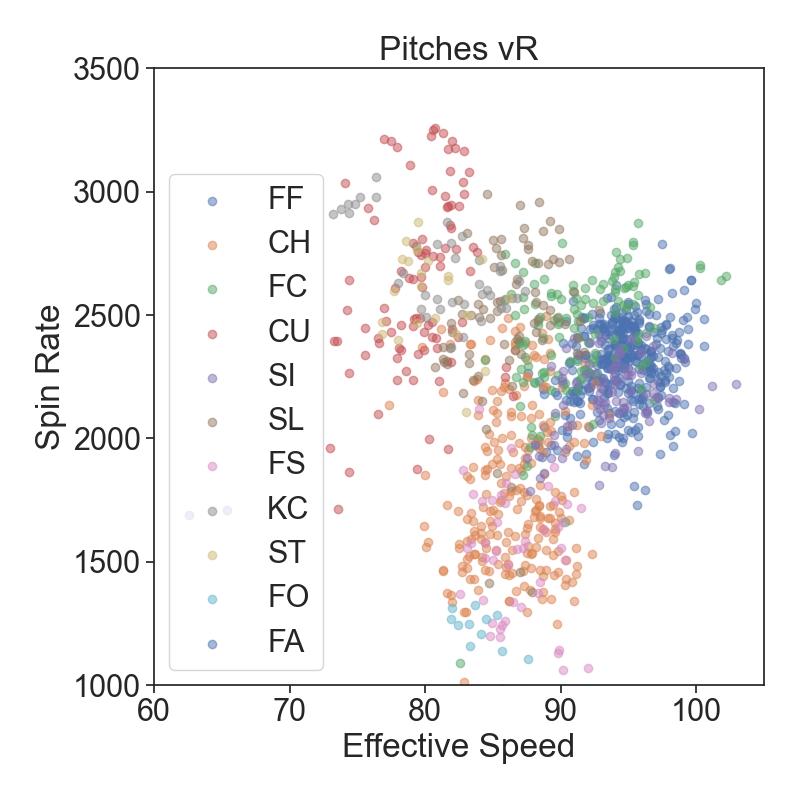 Pitches vR
3500
3000
2500
2000
1500
1000
Spin Rate
FF
CH
FC
CU
SI
SL
FS
KC
ST
FO
FA
60
70
80
90
100
Effective Speed